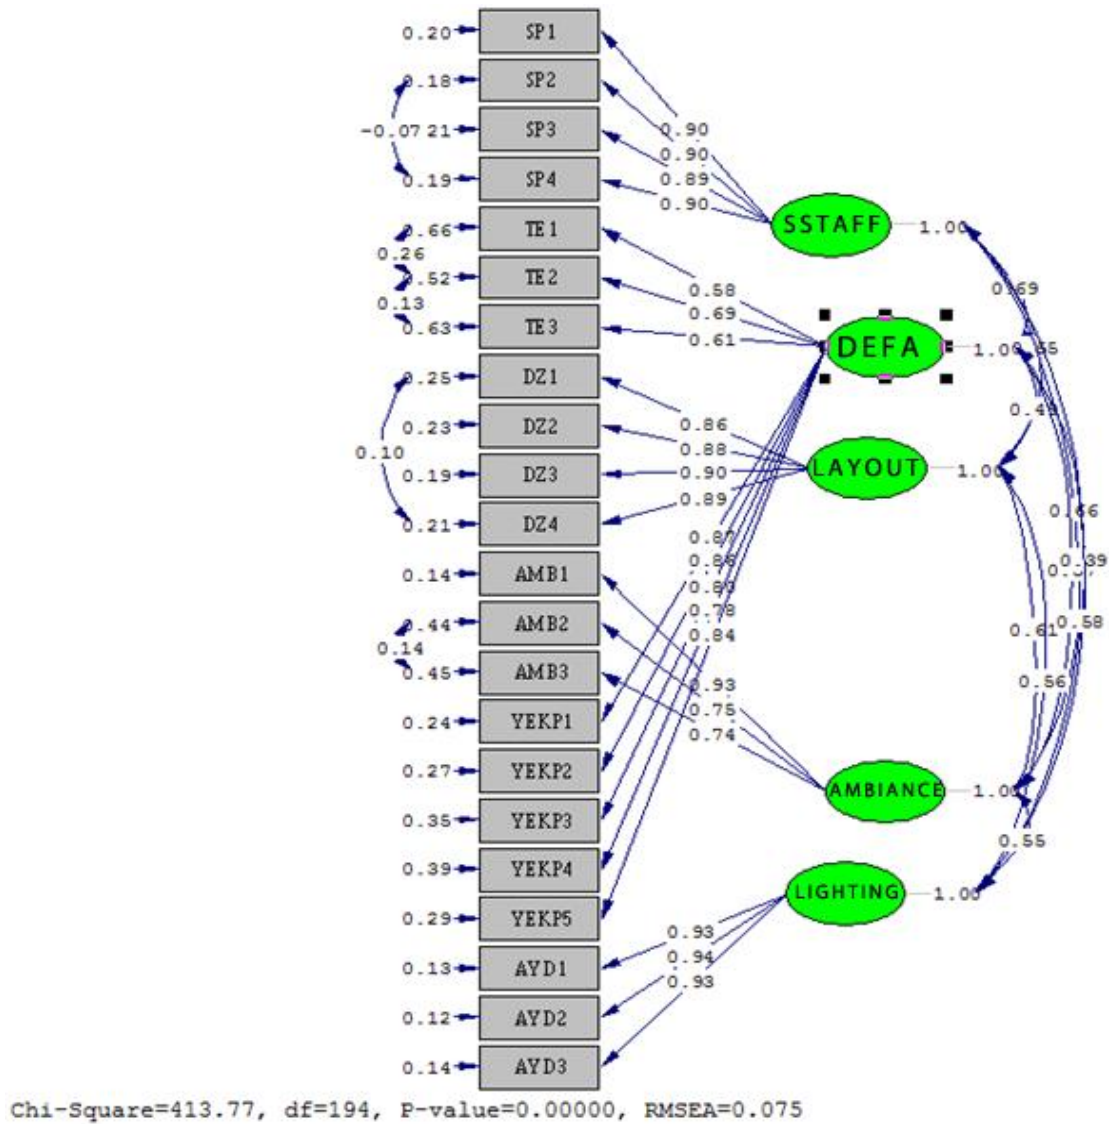 0.20 SP1
0.18 SP2
-0.07 21 SP3
0.19 SP4
0.66 TE1
0.26
0.52 TE2
0.13
0.63 TE3
0.25 DZ1
0.23 DZ2
0.10
0.19 DZ3
0.21 DZ4
0.14 AMB1
0.44 AMB2
0.14
0.45 AMB3
0.24 YEKP1
0.27 YEKP2
0.35 YEKP3
0.39 YEKP4
0.29 YEKP5
0.13 AYD1
0.12 AYD2
0.14 AYD3
0.90
0.90
0.89
0.90
0.58
0.69
0.61
0.86
0.88
0.90
0.89
0.87
0.86
0.78
0.84
0.93
0.75
0.74
0.93
0.94
0.93
SSTAFF 1.00
DEFA 1.00
LAYOUT 1.00
AMBIANCE 1.00
LIGHTING 1.00
0.69
0.49
0.66
0.39
0.58
0.61
0.56
0.55
Chi-Square=413.77, df=194, P-value=0.00000, RMSEA=0.075